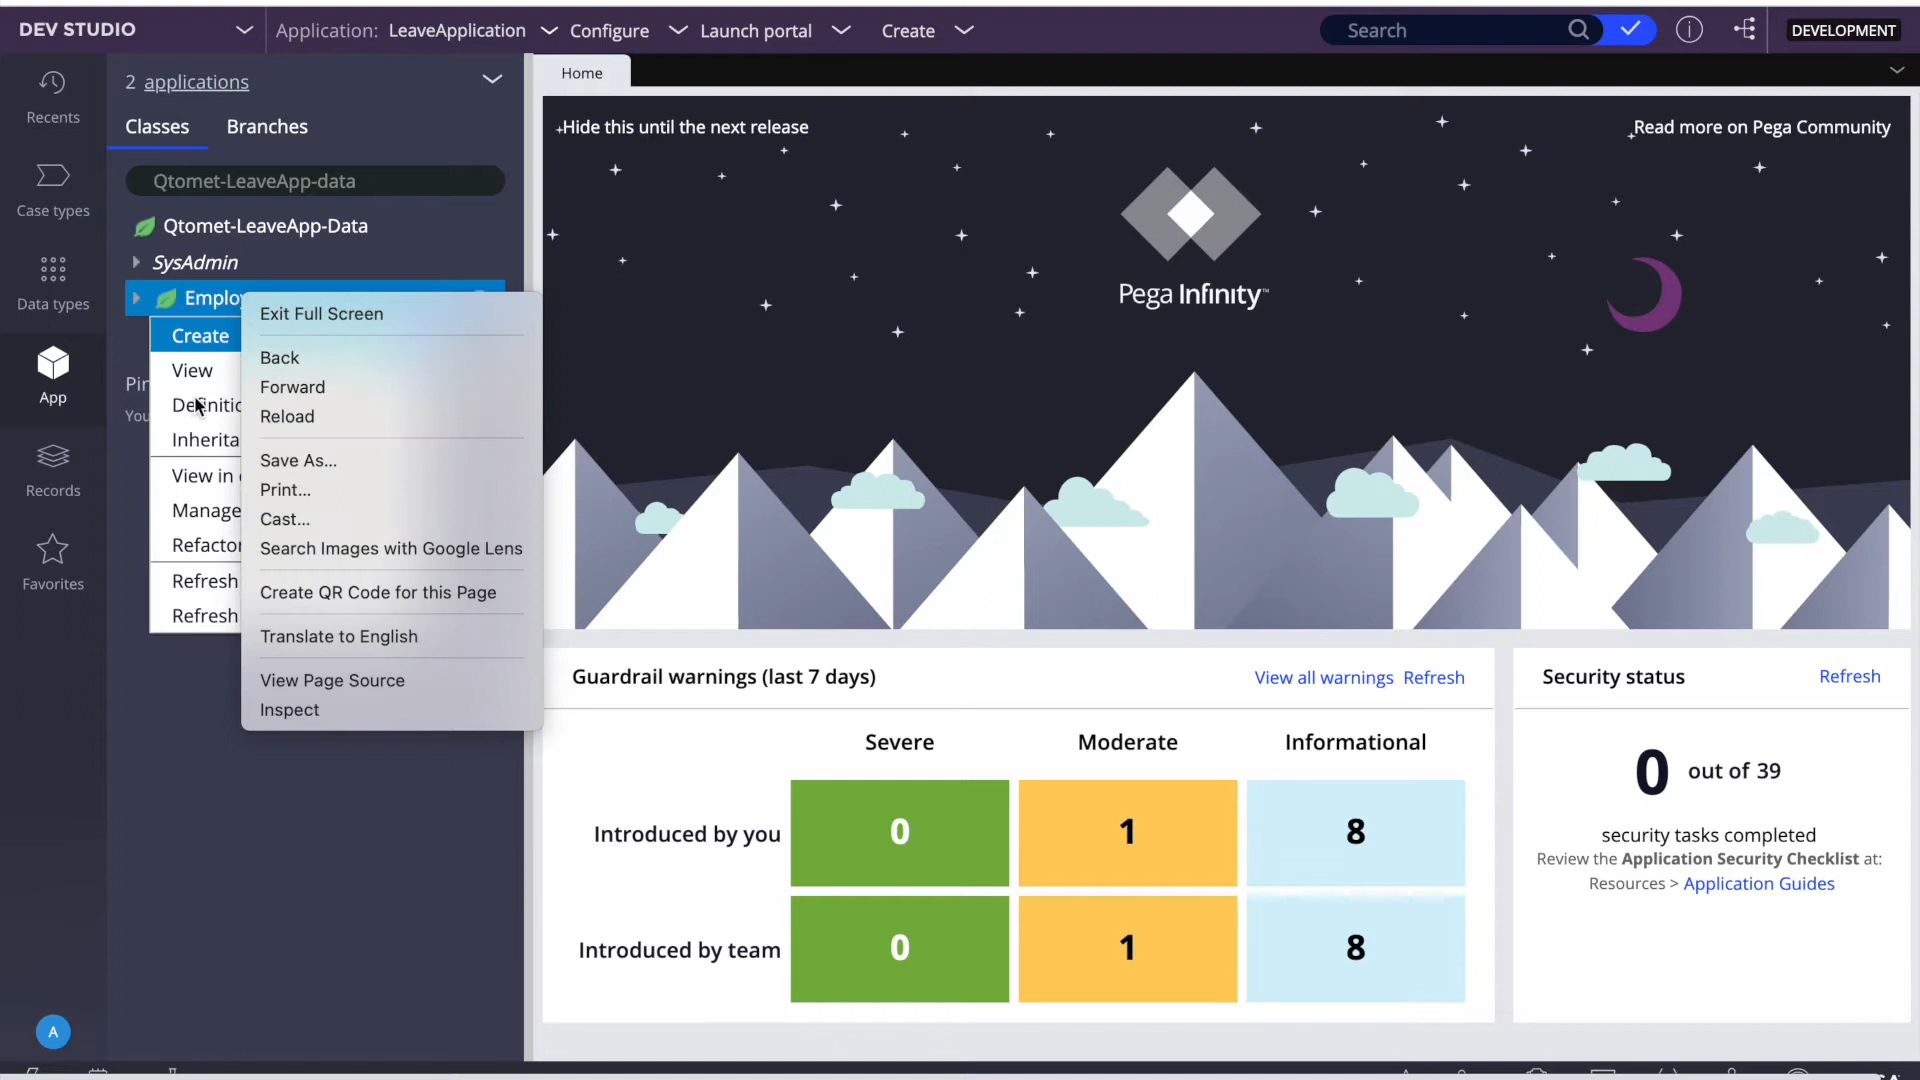 DEV STUDIO
Application: LeaveApplication
Configure
Launch portal
Create
Search
DEVELOPMENT
Recents
Case types
Data types
App
Records
Favorites
A
2 applications
Classes
Branches
Qtomet-LeaveApp-data
Qtomet-LeaveApp-Data
SysAdmin
Employ
Create
View
Definitio
Inherita
View in
Manage
Refactor
Refresh
Refresh
Pin
You
Exit Full Screen
Back
Forward
Reload
Save As...
Print...
Cast...
Search Images with Google Lens
Create QR Code for this Page
Translate to English
View Page Source
Inspect
Home
Hide this until the next release
Read more on Pega Community
Pega Infinity™
Guardrail warnings (last 7 days)
View all warnings Refresh
Severe Moderate Informational
Introduced by you 0 1 8
Introduced by team 0 1 8
Security status
Refresh
0 out of 39
security tasks completed
Review the Application Security Checklist at:
Resources > Application Guides